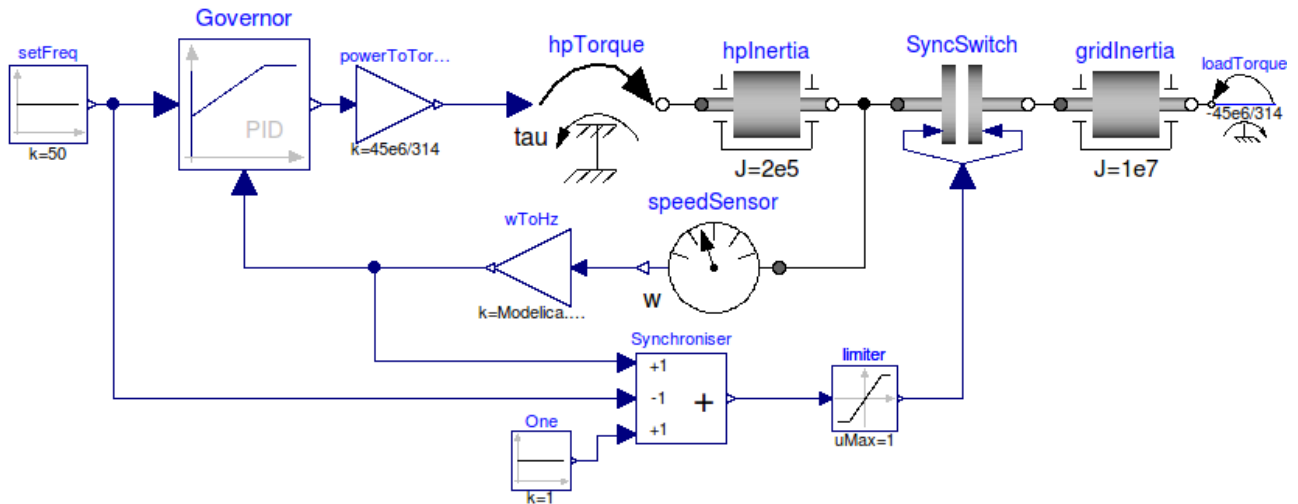 Governor
setFreq
powerToTor...
hpTorque
hpInertia
SyncSwitch
gridInertia
loadTorque
PID
tau
-45e6/314
k=50
k=45e6/314
J=2e5
J=1e7
speedSensor
wToHz
w
k=Modelica....
Synchroniser
limiter
+1
-1
+
One
+1
uMax=1
k=1